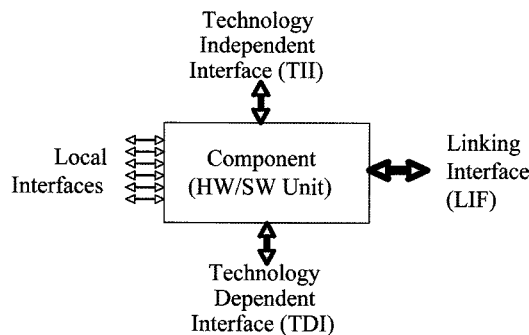 Technology
Independent
Interface (TII)
Local
Interfaces
Component
(HW/SW Unit)
Linking
Interface
(LIF)
Technology
Dependent
Interface (TDI)